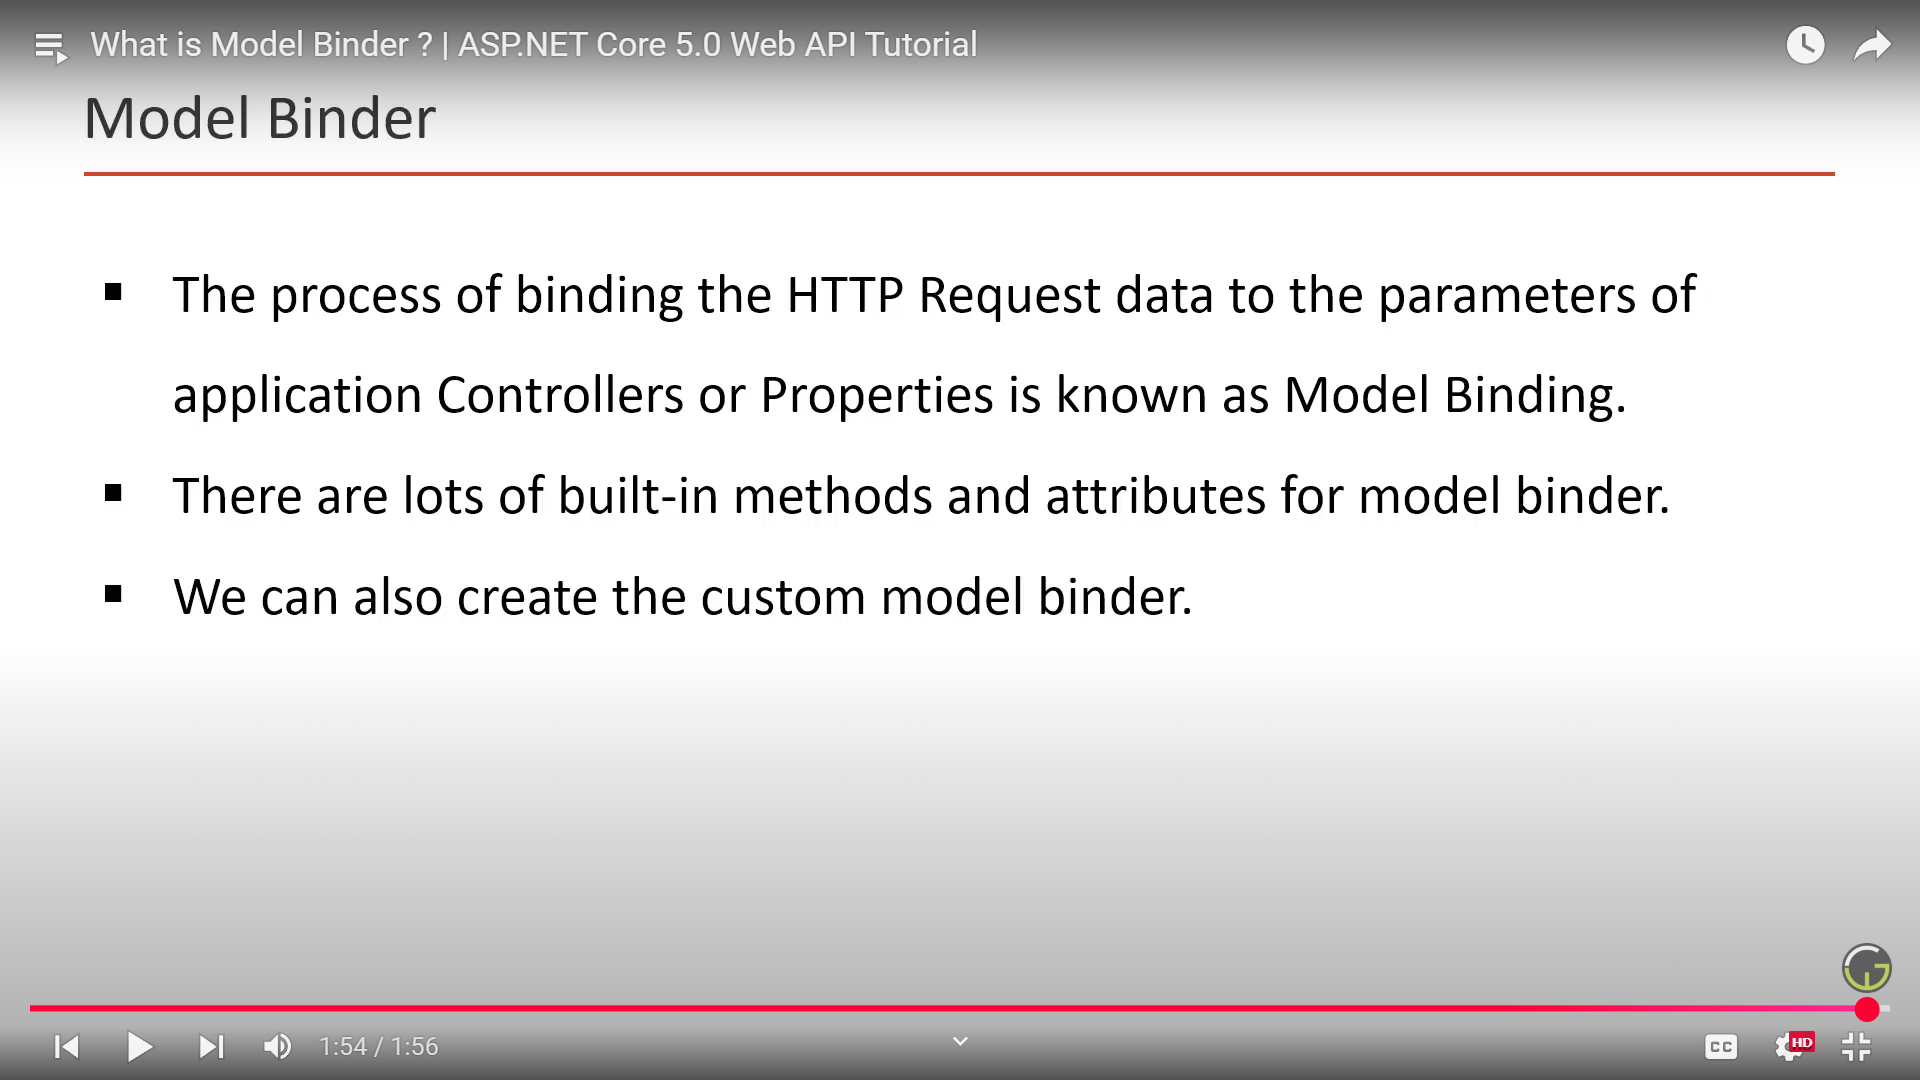 What is Model Binder ? | ASP.NET Core 5.0 Web API Tutorial
Model Binder
▪ The process of binding the HTTP Request data to the parameters of
application Controllers or Properties is known as Model Binding.
▪ There are lots of built-in methods and attributes for model binder.
▪ We can also create the custom model binder.
1:54 / 1:56
CC
HD